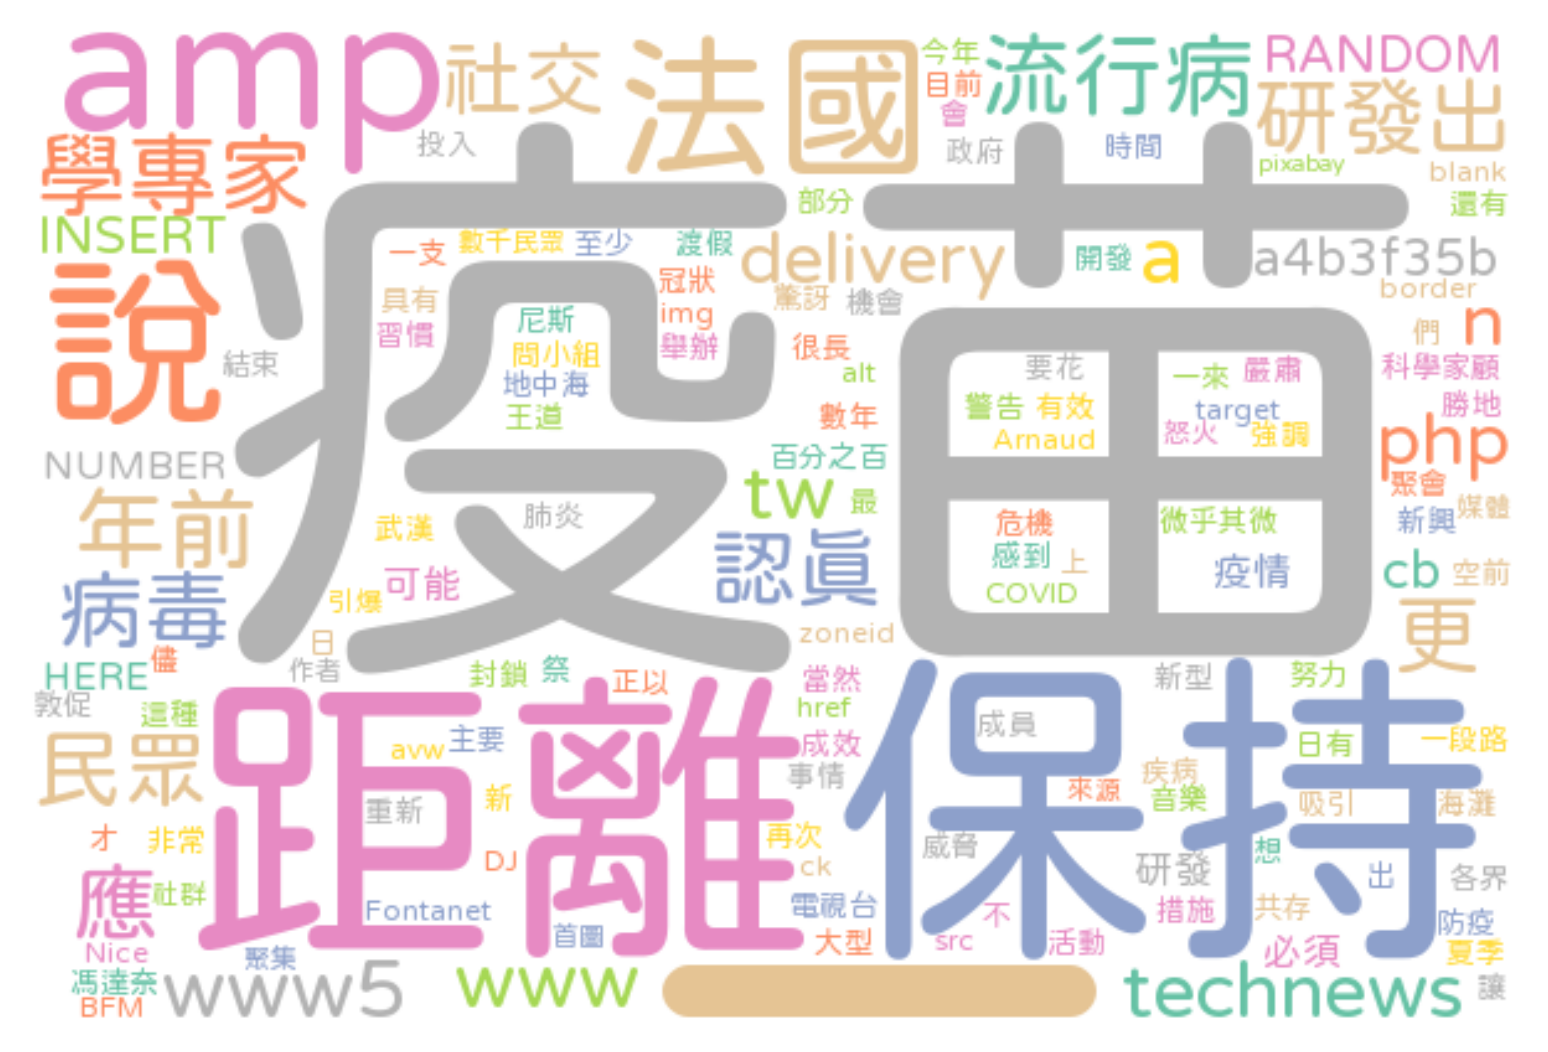 amp
社交
法國
今年
目前
會
流行病
RANDOM
研發出
投入
政府
時間
pixabay
blank
學專家
還有
部分
INSERT
疫苗
一支
數千民眾
至少
渡假
delivery
開發
a
a4b3f35b
說
具有
冠狀
驚訝
機會
border
習慣
尼斯
img
們
n
結束
問小組
舉辦
很長
要花
一來
嚴肅
科學家顧
地中海
alt
警告
有效
target
勝地
王道
數年
Arnaud
怒火
強調
php
NUMBER
百分之百
聚會
年前
tw
最
媒體
武漢
肺炎
危機
微乎其微
新興
認真
感到
上
疫情
cb
空前
病毒
可能
COVID
引爆
zoneid
更
日
儘
HERE
作者
封鎖
祭
正以
當然
新型
努力
敦促
這種
href
距離
保持
成員
民眾
avw
主要
成效
日有
一段路
事情
疾病
重新
新
來源
音樂
吸引
海灘
才
非常
再次
威脅
想
DJ
ck
研發
出
各界
應
社群
Fontanet
電視台
措施
共存
防疫
首圖
大型
src
不
活動
必須
夏季
Nice
聚集
馮達奈
BFM
www5
www
technews
讓